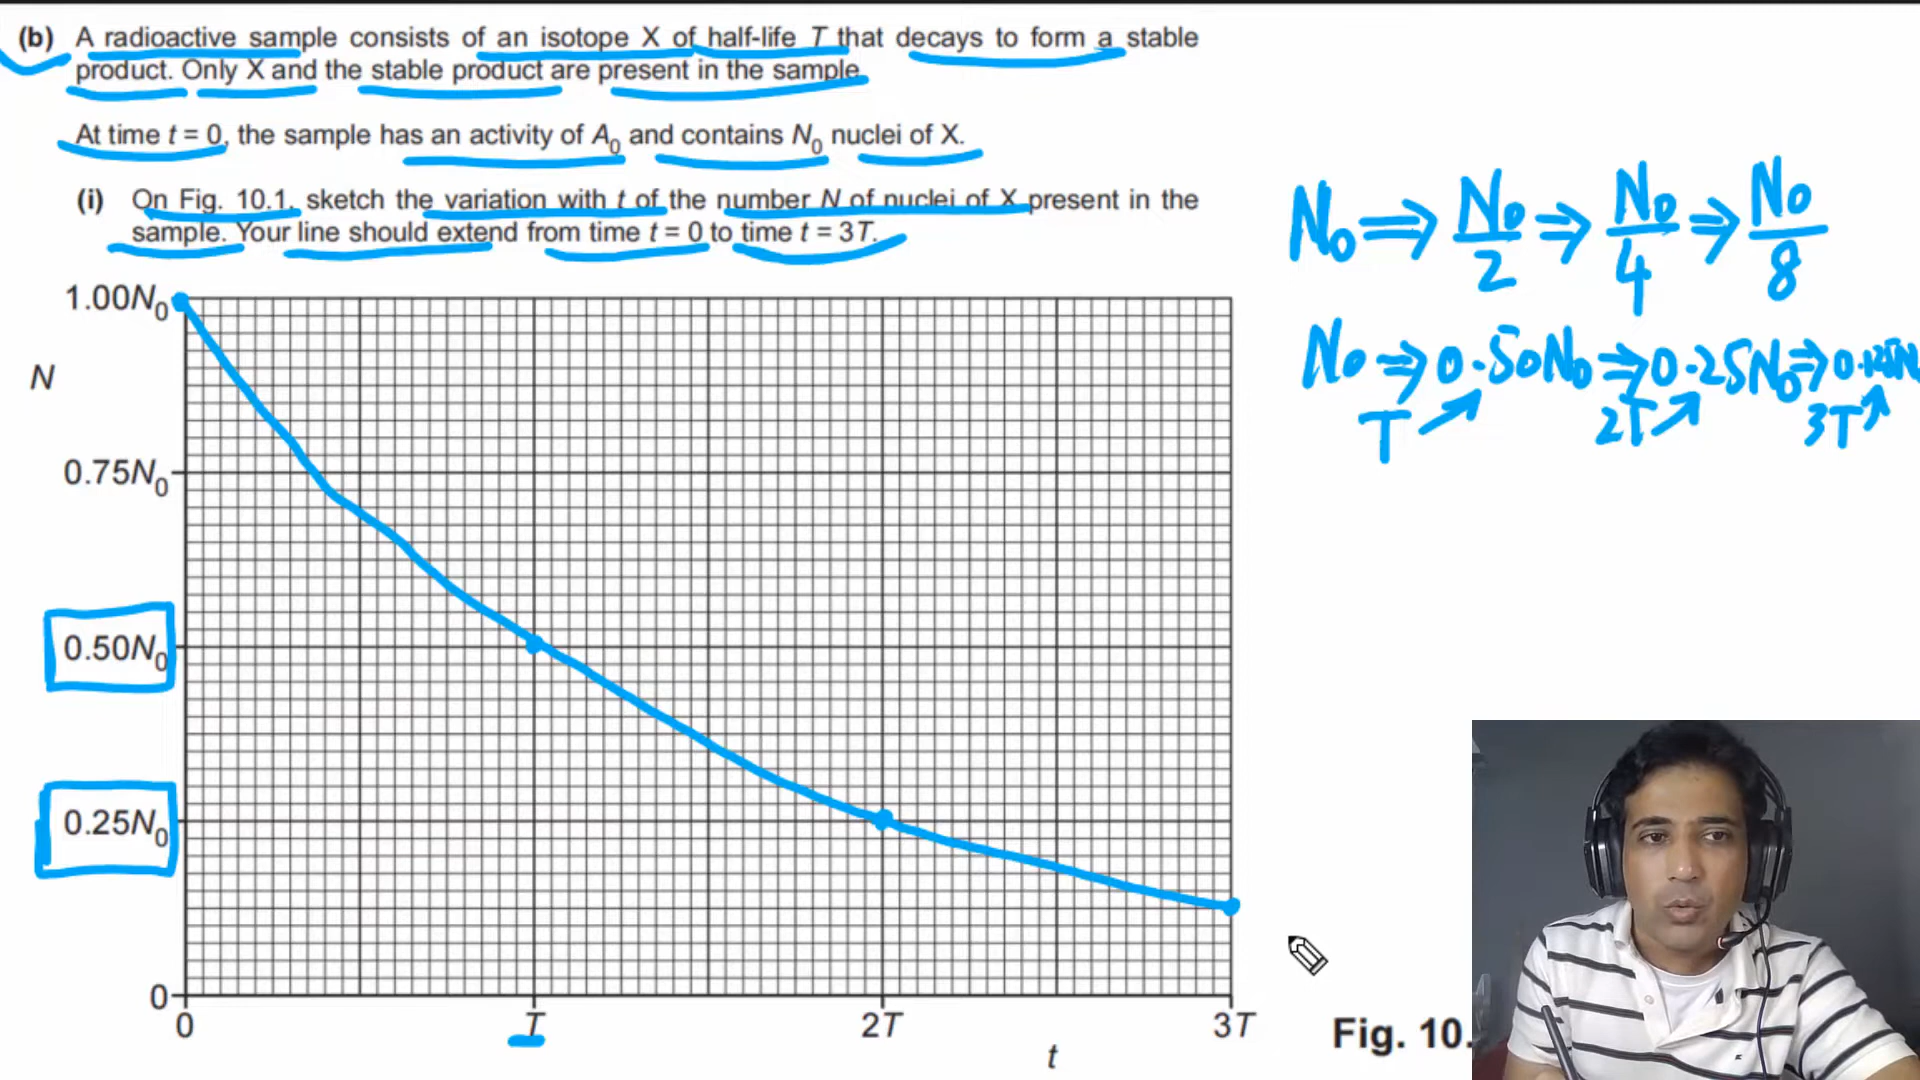 (b) A radioactive sample consists of an isotope X of half-life T that decays to form a stable
product. Only X and the stable product are present in the sample.
At time t = 0, the sample has an activity of A₀ and contains N₀ nuclei of X.
(i) On Fig. 10.1, sketch the variation with t of the number N of nuclei of X present in the
sample. Your line should extend from time t = 0 to time t = 3T.
N₀ ⇒ N₀/2 ⇒ N₀/4 ⇒ N₀/8
N₀ ⇒ 0.50N₀ ⇒ 0.25N₀ ⇒ 0.125N
T 2T 3T
1.00N₀
N
0.75N₀
0.50N₀
0.25N₀
0
0 T 2T 3T
t
Fig. 10.